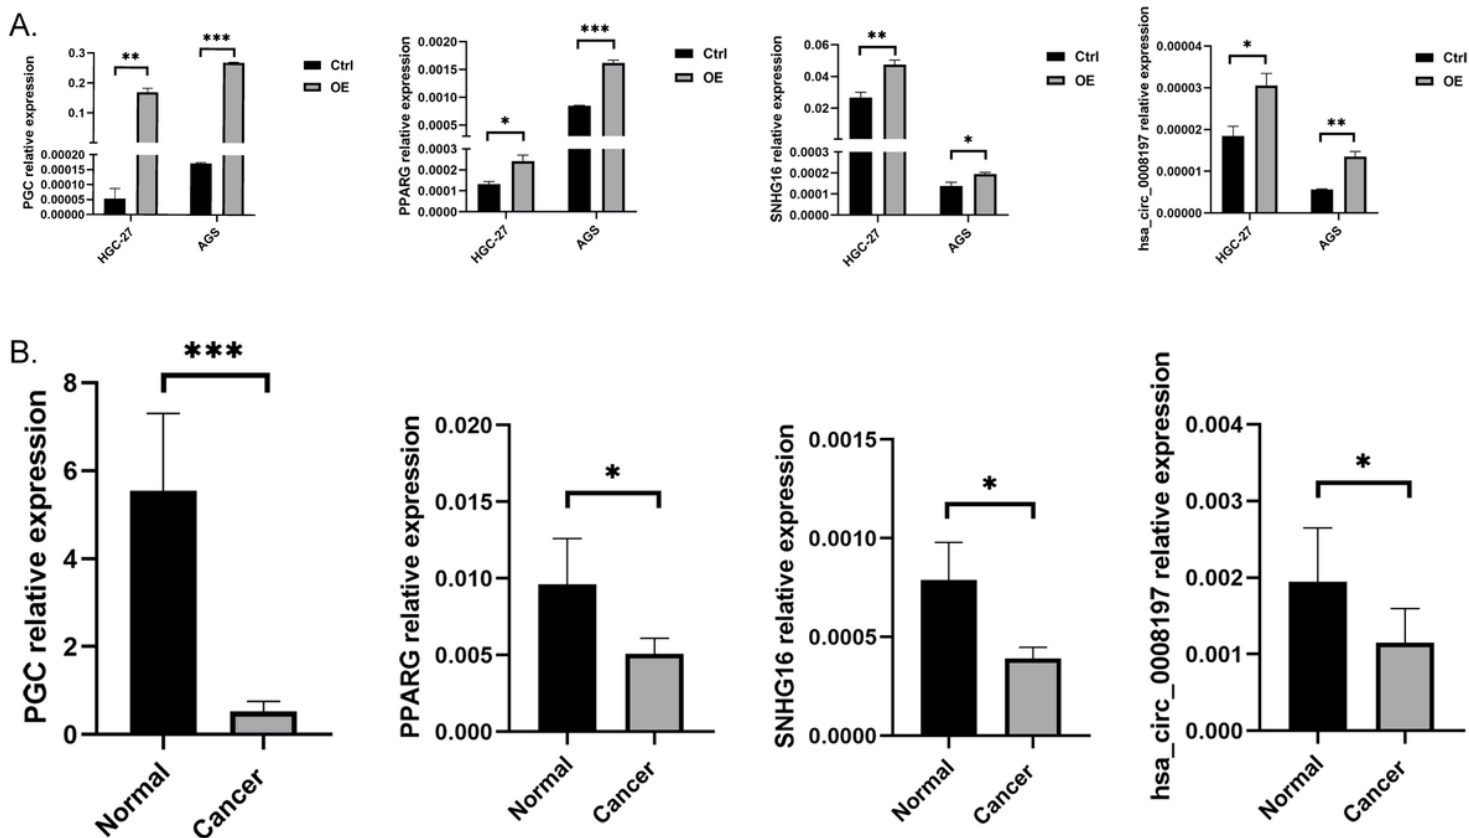 A.
PGC relative expression
0.3
0.2
0.1
0.00020
0.00015
0.00010
0.00005
0.00000
**
***
HGC-27
AGS
Ctrl
OE
PPARG relative expression
0.0020
0.0015
0.0010
0.0005
0.0003
0.0002
0.0001
0.0000
*
***
HGC-27
AGS
Ctrl
OE
SNHG16 relative expression
0.06
0.04
0.02
0.0003
0.0002
0.0001
0.0000
**
*
HGC-27
AGS
Ctrl
OE
hsa_circ_0008197 relative expression
0.00004
0.00003
0.00002
0.00001
0.00000
*
**
HGC-27
AGS
Ctrl
OE
B.
PGC relative expression
8
6
4
2
0
***
Normal
Cancer
PPARG relative expression
0.020
0.015
0.010
0.005
0.000
*
Normal
Cancer
SNHG16 relative expression
0.0015
0.0010
0.0005
0.0000
*
Normal
Cancer
hsa_circ_0008197 relative expression
0.004
0.003
0.002
0.001
0.000
*
Normal
Cancer